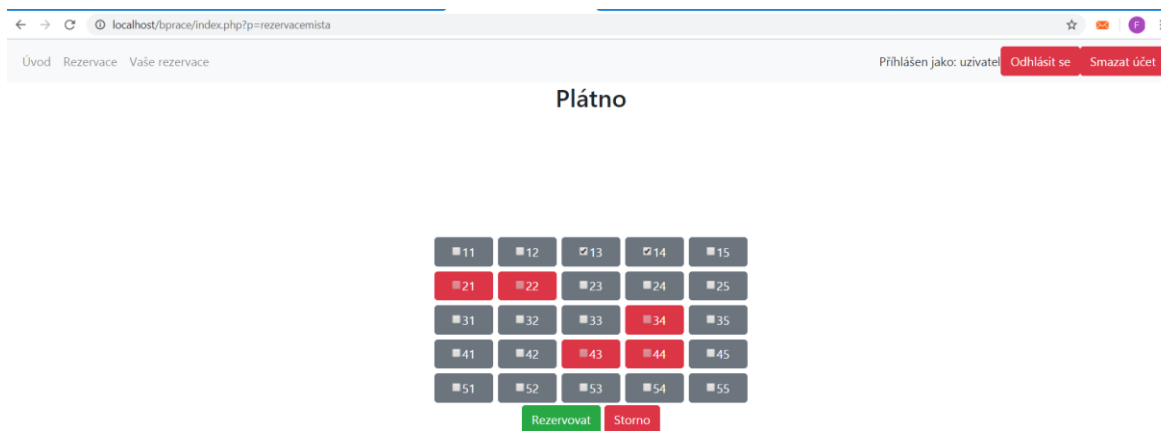 localhost/bprace/index.php?p=rezervacemista
F
Úvod Rezervace Vaše rezervace Příhlášen jako: uzivatel Odhlásit se Smazat účet
Plátno
11 12 13 14 15
21 22 23 24 25
31 32 33 34 35
41 42 43 44 45
51 52 53 54 55
Rezervovat Storno